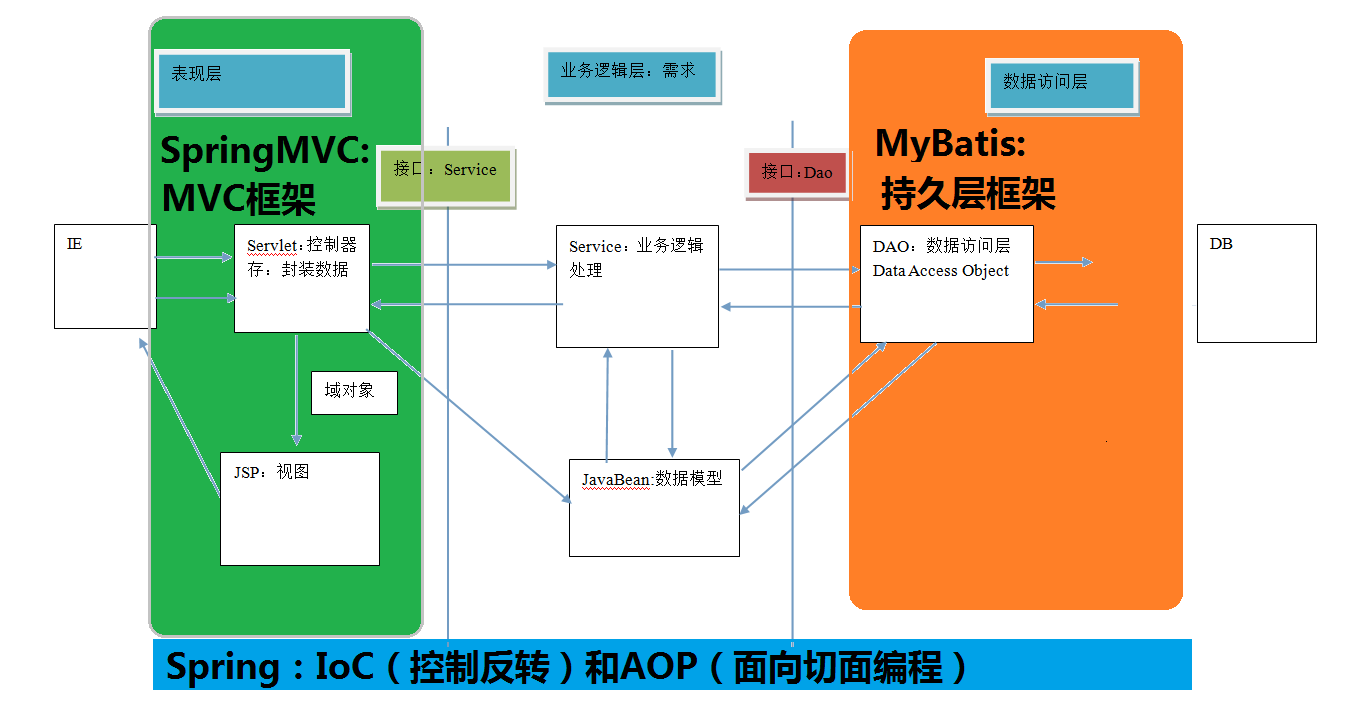 表现层
业务逻辑层：需求
数据访问层
SpringMVC:
MVC框架
接口：Service
接口：Dao
MyBatis:
持久层框架
IE
Servlet：控制器
存：封装数据
Service：业务逻辑
处理
DAO：数据访问层
Data Access Object
DB
域对象
JSP：视图
JavaBean:数据模型
Spring：IoC（控制反转）和AOP（面向切面编程）